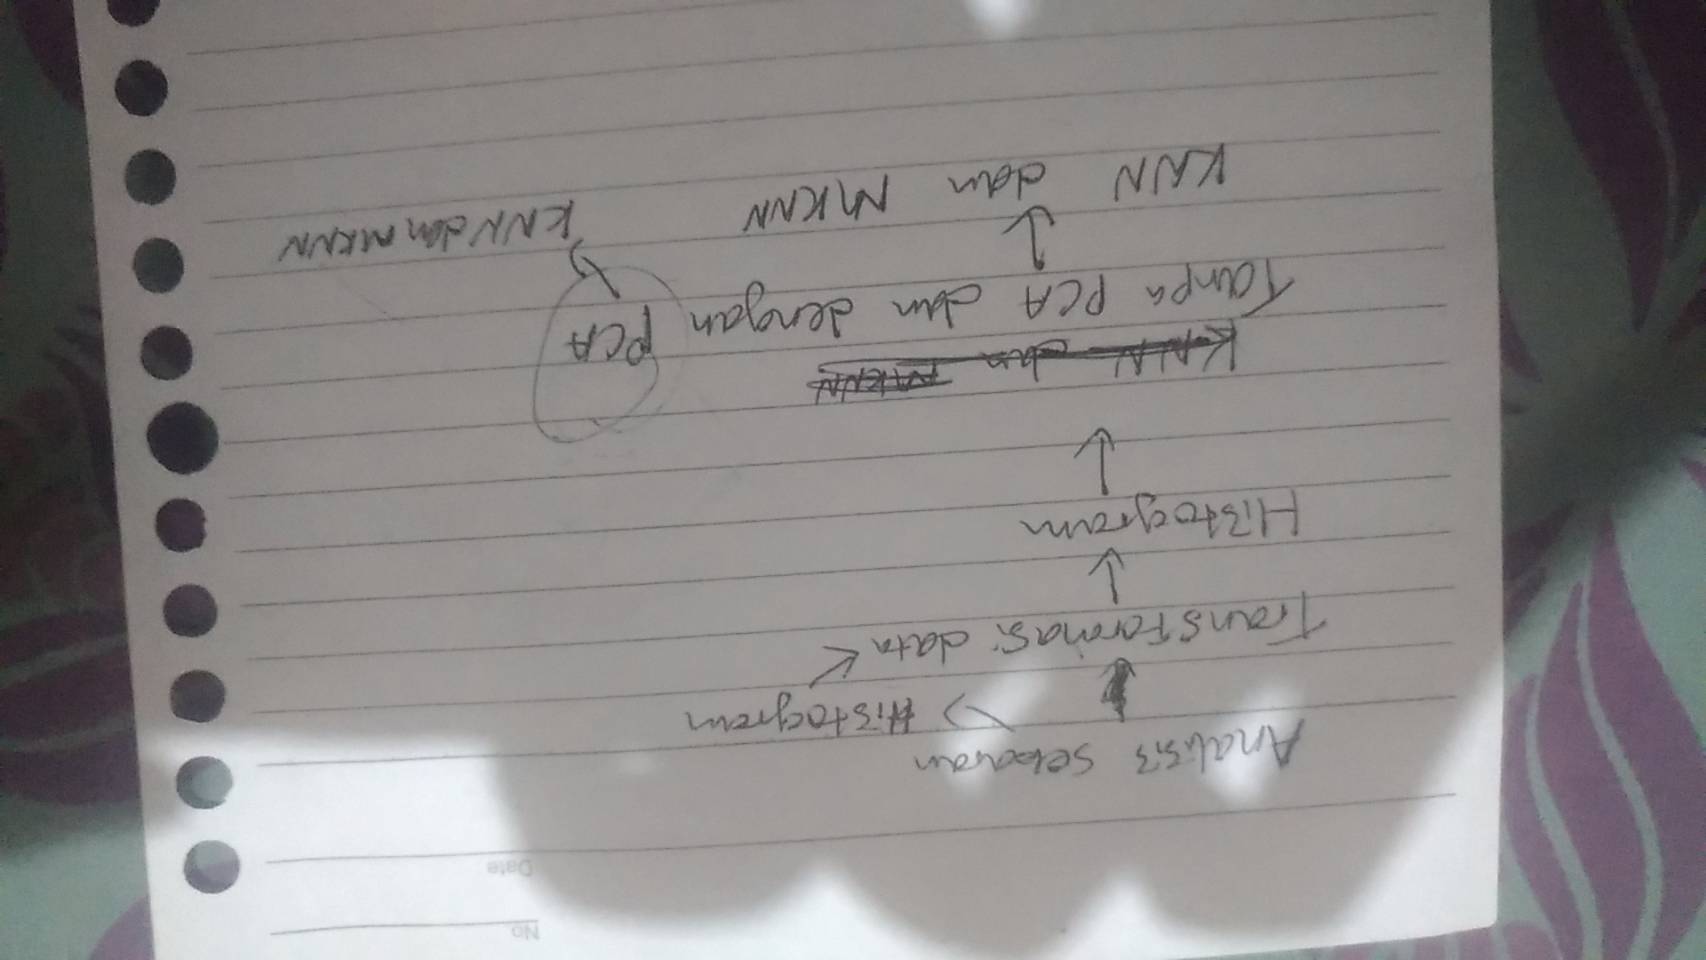 No
Date
Analisis sebaran
→ Histogram
Transformasi data ←
↓
Histogram
↓
KNN dan MKNN
Tanpa PCA dan dengan PCA
KNN dan MKNN
KNN dan MKNN